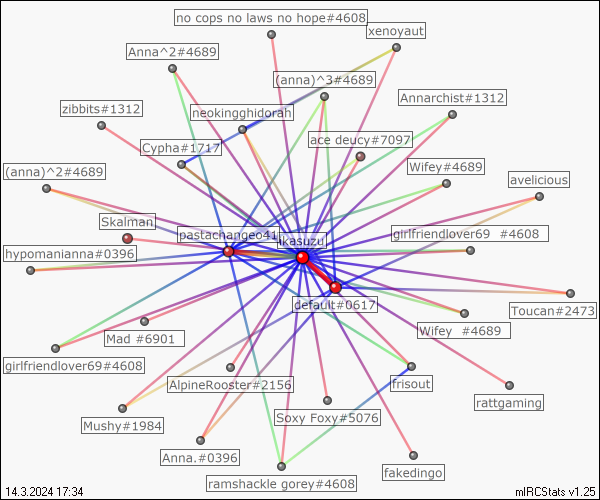 no cops no laws no hope#4608
xenoyaut
Anna^2#4689
(anna)^3#4689
Annarchist#1312
zibbits#1312
neokingghidorah
ace deucy#7097
Cypha#1717
Wifey#4689
(anna)^2#4689
avelicious
Skalman
pastachangeo41
girlfriendlover69 #4608
hypomanianna#0396
default#0617
Toucan#2473
Mad #6901
Wifey #4689
girlfriendlover69#4608
AlpineRooster#2156
frisout
rattgaming
Mushy#1984
Soxy Foxy#5076
Anna.#0396
fakedingo
ramshackle gorey#4608
14.3.2024 17:34
mIRCStats v1.25